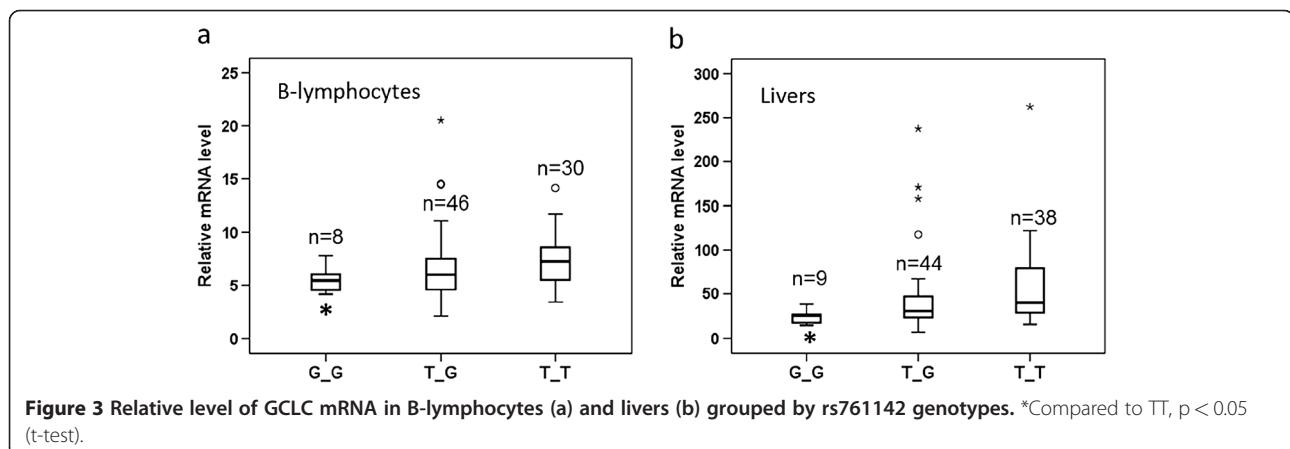 a
25
20
15
10
5
0
Relative mRNA level
B-lymphocytes
*
n=8
n=46
n=30
*
G_G
T_G
T_T
b
300
250
200
150
100
50
0
Relative mRNA level
Livers
*
*
*
*
n=9
n=44
n=38
*
G_G
T_G
T_T
Figure 3 Relative level of GCLC mRNA in B-lymphocytes (a) and livers (b) grouped by rs761142 genotypes. *Compared to TT, p < 0.05
(t-test).